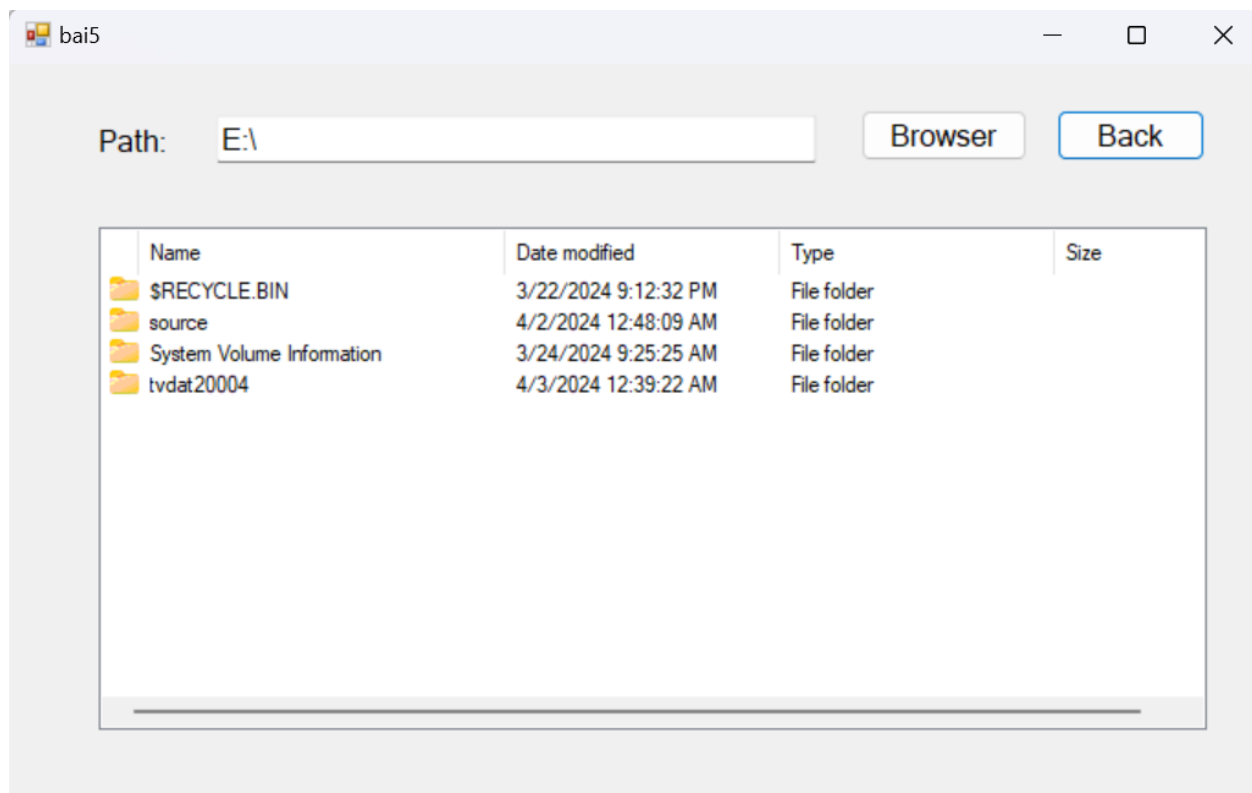 bai5
Path: E:\ Browser Back
Name Date modified Type Size
$RECYCLE.BIN 3/22/2024 9:12:32 PM File folder
source 4/2/2024 12:48:09 AM File folder
System Volume Information 3/24/2024 9:25:25 AM File folder
tvdat20004 4/3/2024 12:39:22 AM File folder